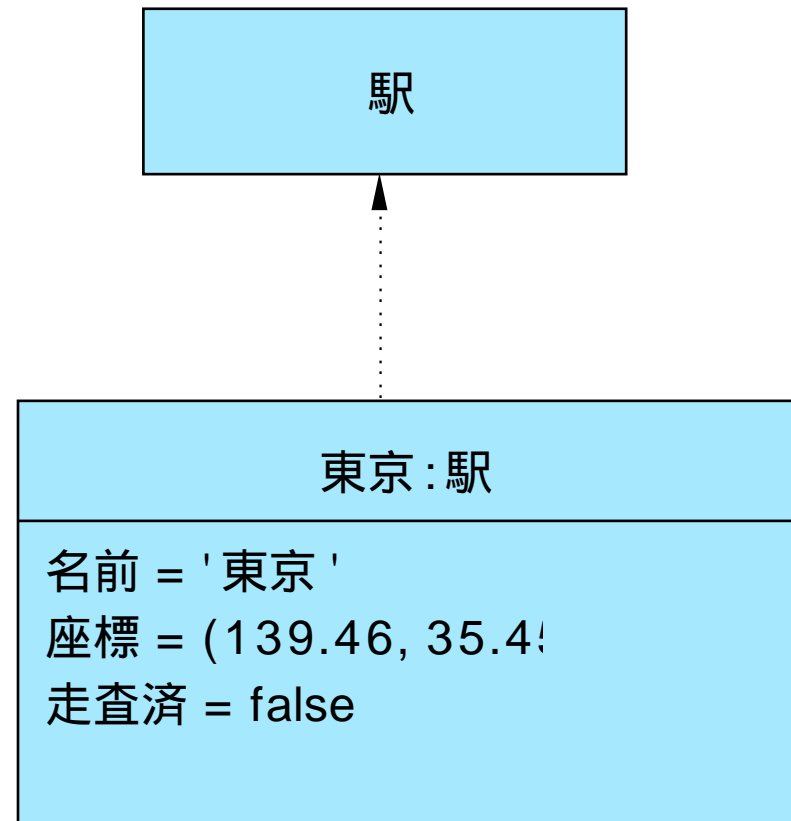 駅
東京:駅
名前 = '東京'
座標 = (139.46, 35.4
走査済 = false